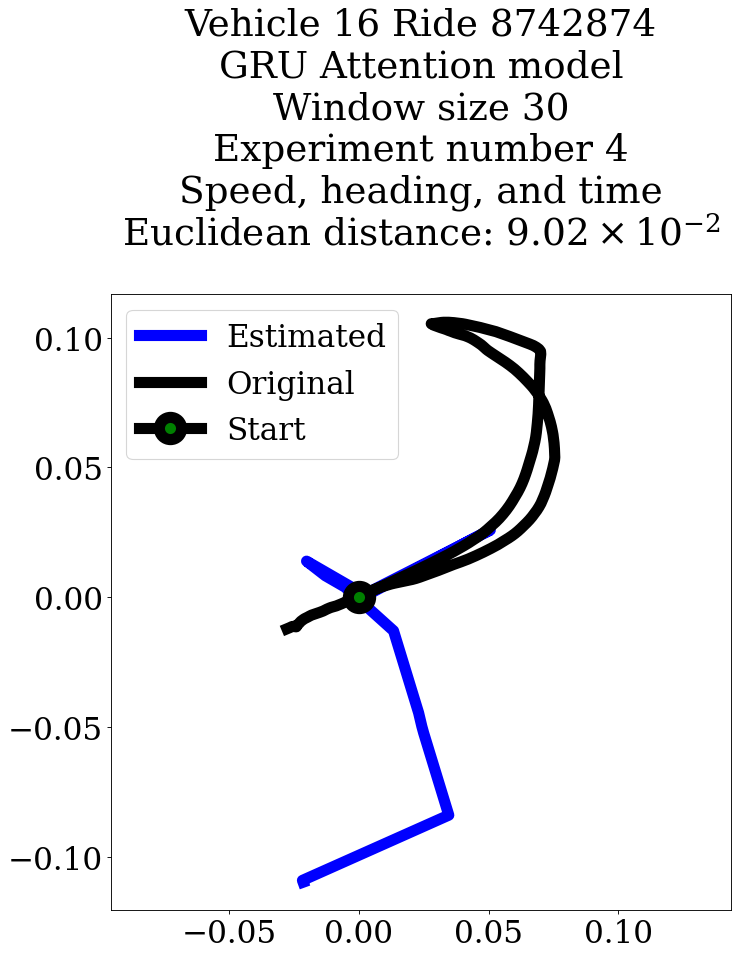 Vehicle 16 Ride 8742874
GRU Attention model
Window size 30
Experiment number 4
Speed, heading, and time
Euclidean distance: 9.02 × 10⁻²
Estimated
Original
Start
0.10
0.05
0.00
−0.05
−0.10
−0.05 0.00 0.05 0.10